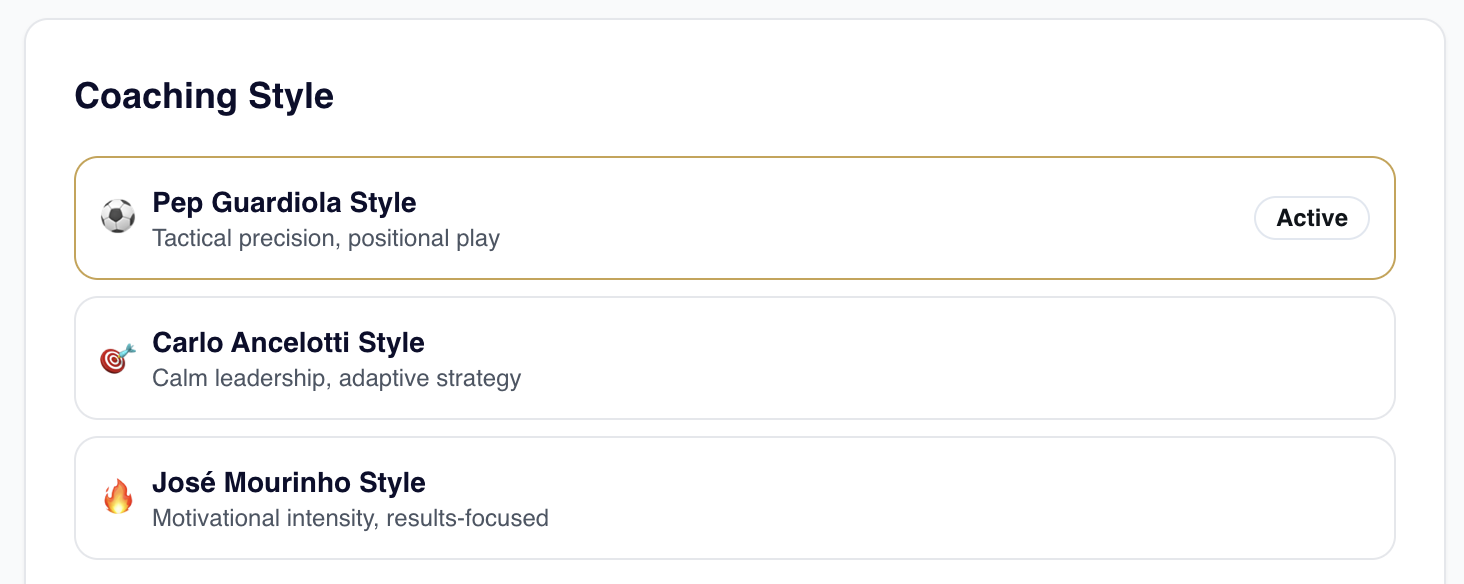 Coaching Style
Pep Guardiola Style
Tactical precision, positional play
Active
Carlo Ancelotti Style
Calm leadership, adaptive strategy
José Mourinho Style
Motivational intensity, results-focused